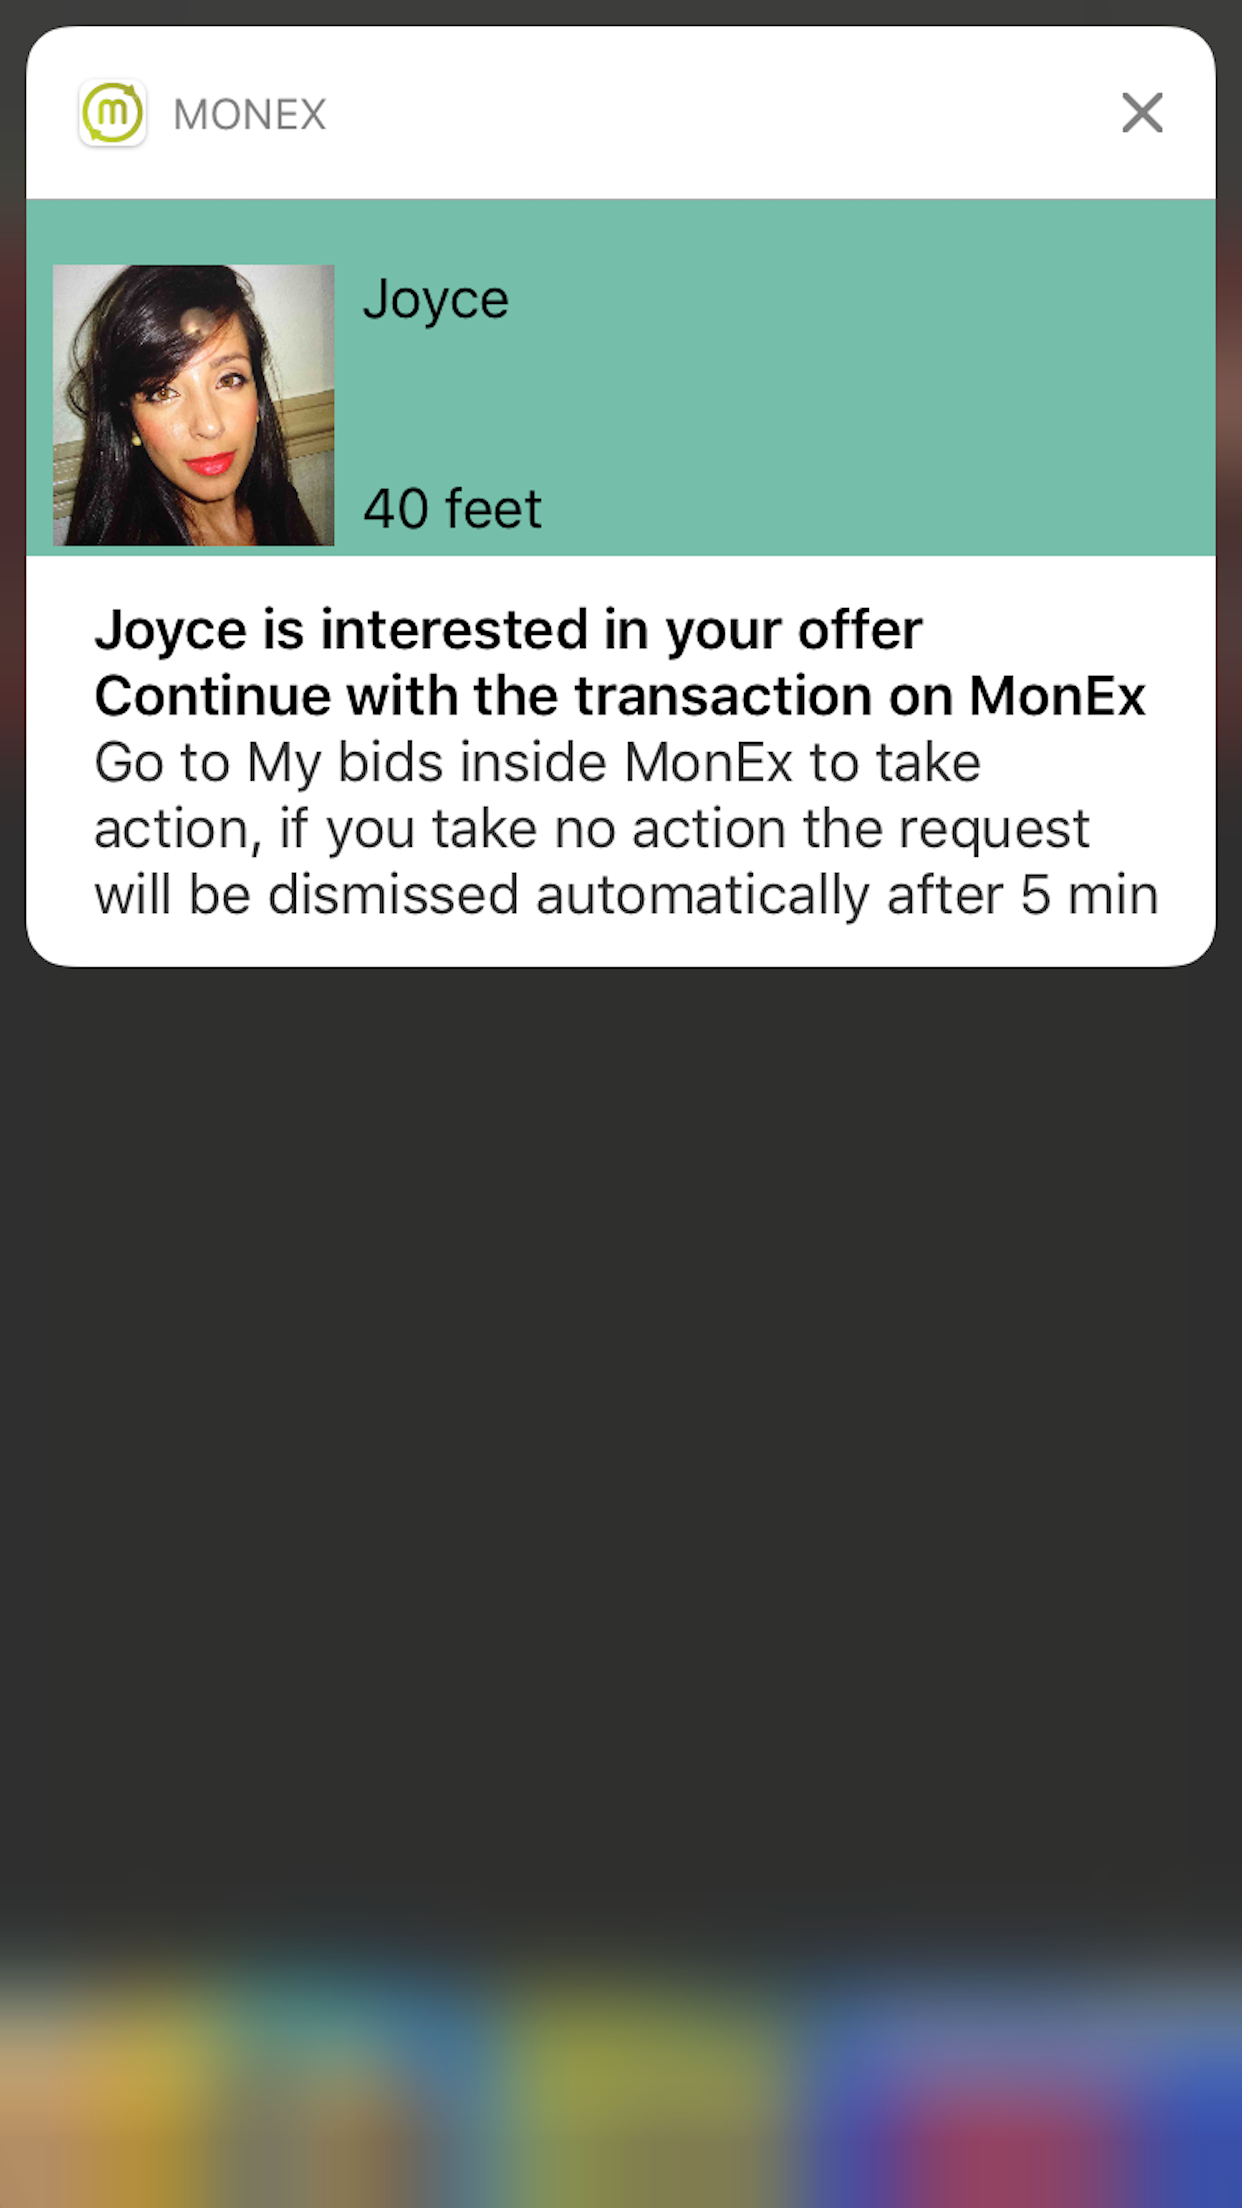 m MONEX
Joyce
40 feet
Joyce is interested in your offer
Continue with the transaction on MonEx
Go to My bids inside MonEx to take
action, if you take no action the request
will be dismissed automatically after 5 min